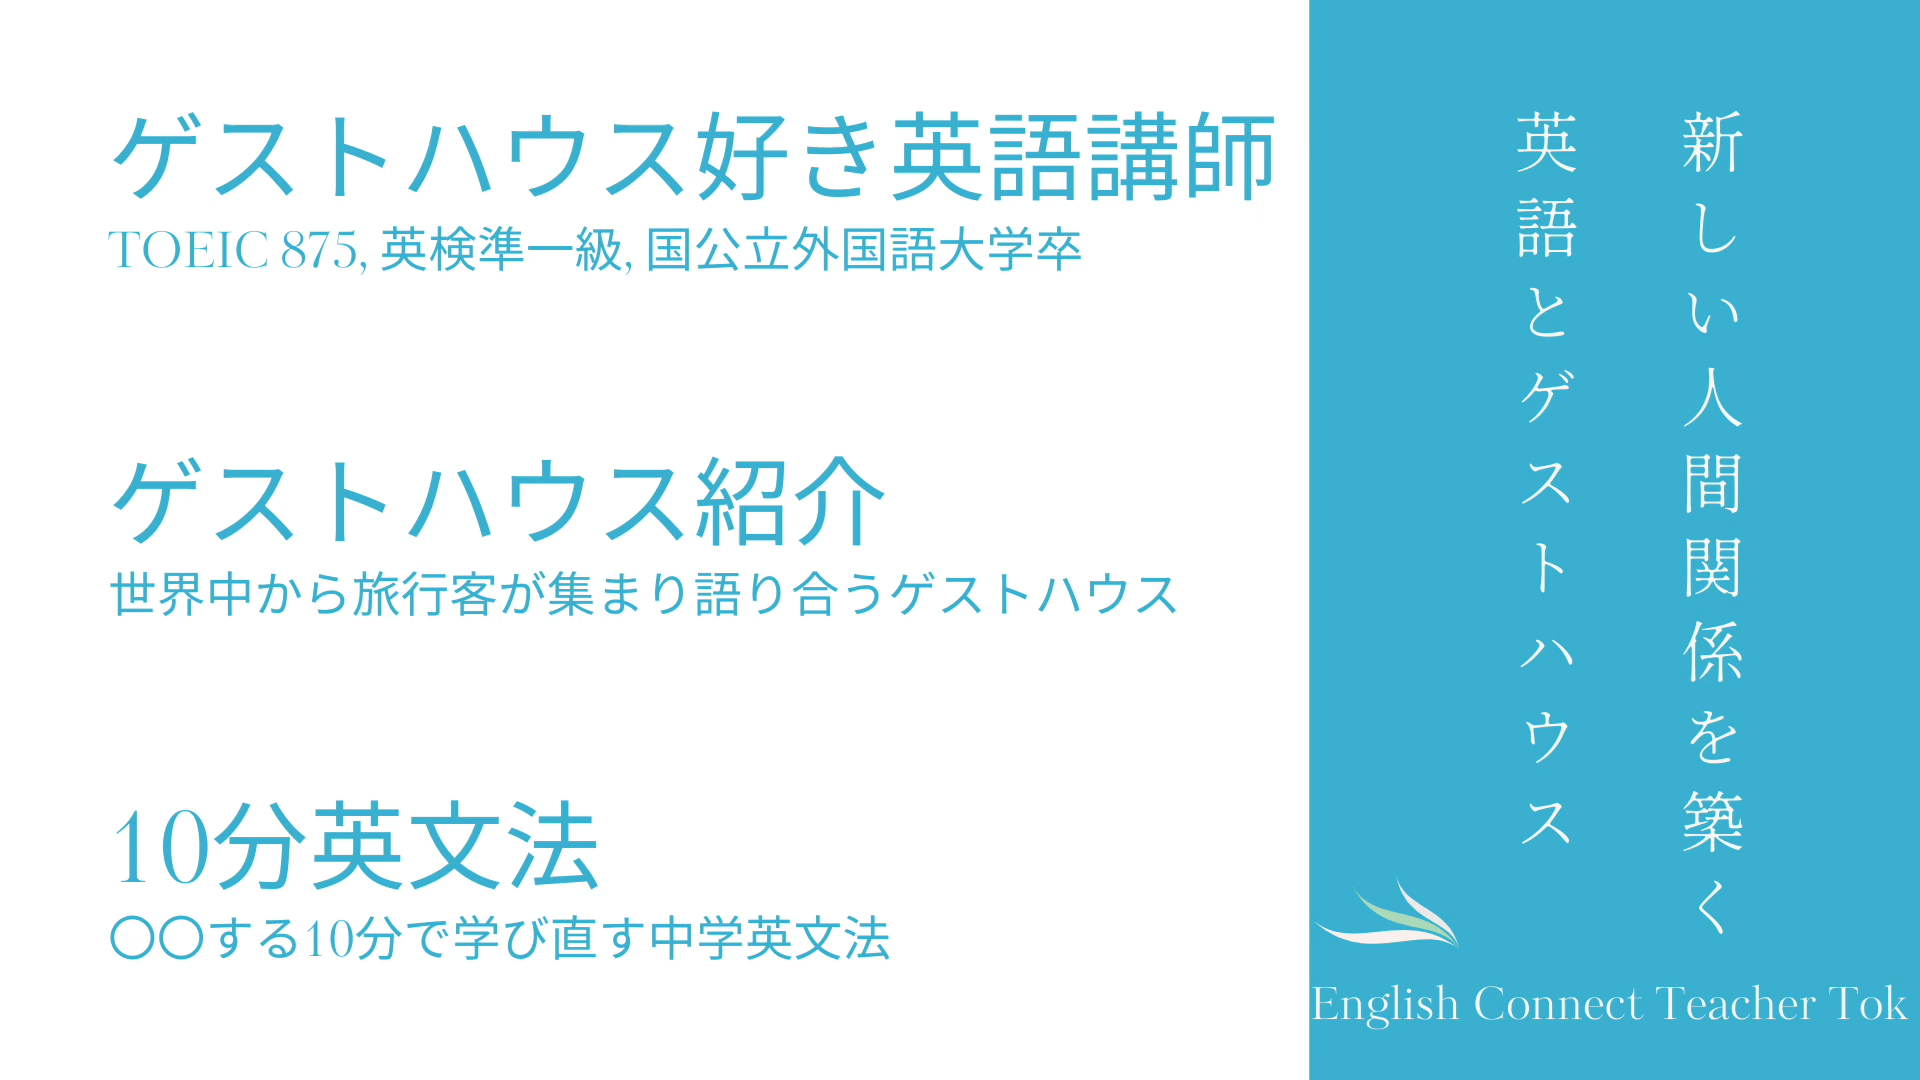 ゲストハウス好き英語講師
TOEIC 875, 英検準一級, 国公立外国語大学卒
ゲストハウス紹介
世界中から旅行客が集まり語り合うゲストハウス
10分英文法
〇〇する10分で学び直す中学英文法
新しい人間関係を築く
英語とゲストハウス
English Connect Teacher Tok